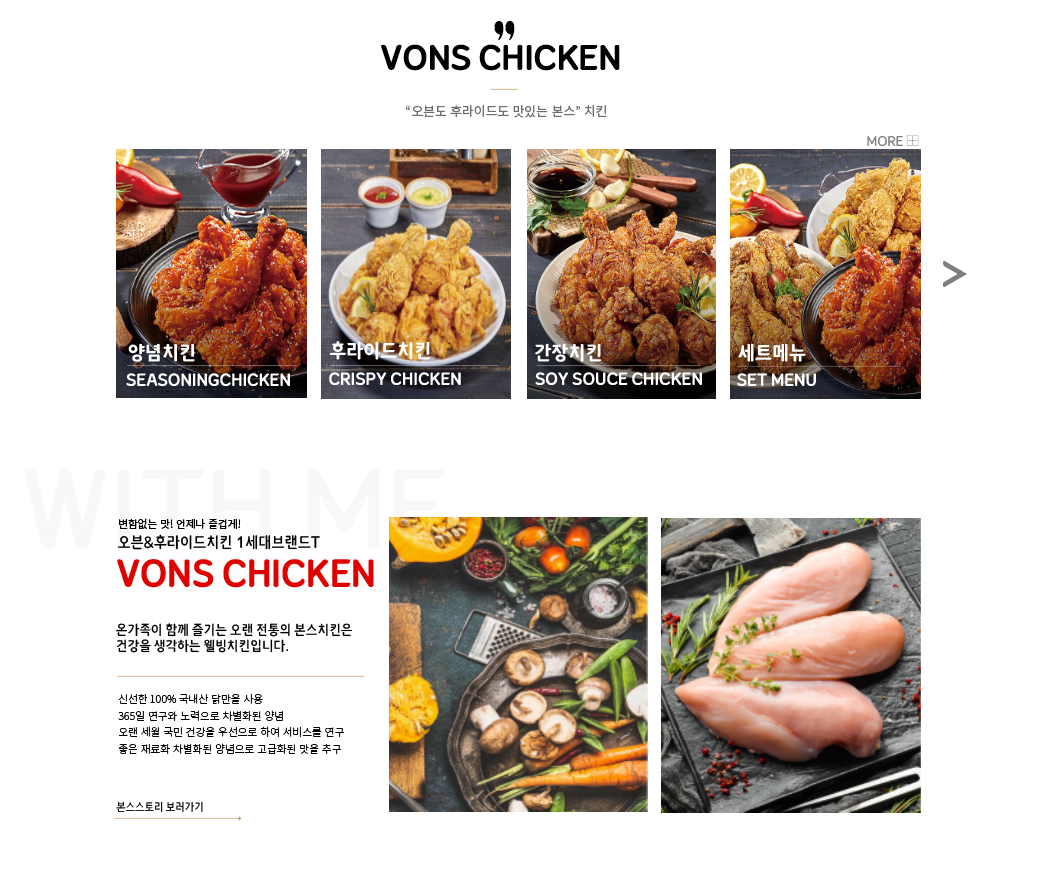 VONS CHICKEN
“오븐도 후라이드도 맛있는 본스” 치킨
MORE
양념치킨
SEASONINGCHICKEN
후라이드치킨
CRISPY CHICKEN
간장치킨
SOY SOUCE CHICKEN
세트메뉴
SET MENU
>
WITH ME
변함없는 맛! 언제나 즐겁게!
오븐&후라이드치킨 1세대브랜드T
VONS CHICKEN
온가족이 함께 즐기는 오랜 전통의 본스치킨은
건강을 생각하는 웰빙치킨입니다.
신선한 100% 국내산 닭만을 사용
365일 연구와 노력으로 차별화된 양념
오랜 세월 국민 건강을 우선으로 하여 서비스를 연구
좋은 재료화 차별화된 양념으로 고급화된 맛을 추구
본스스토리 보러가기